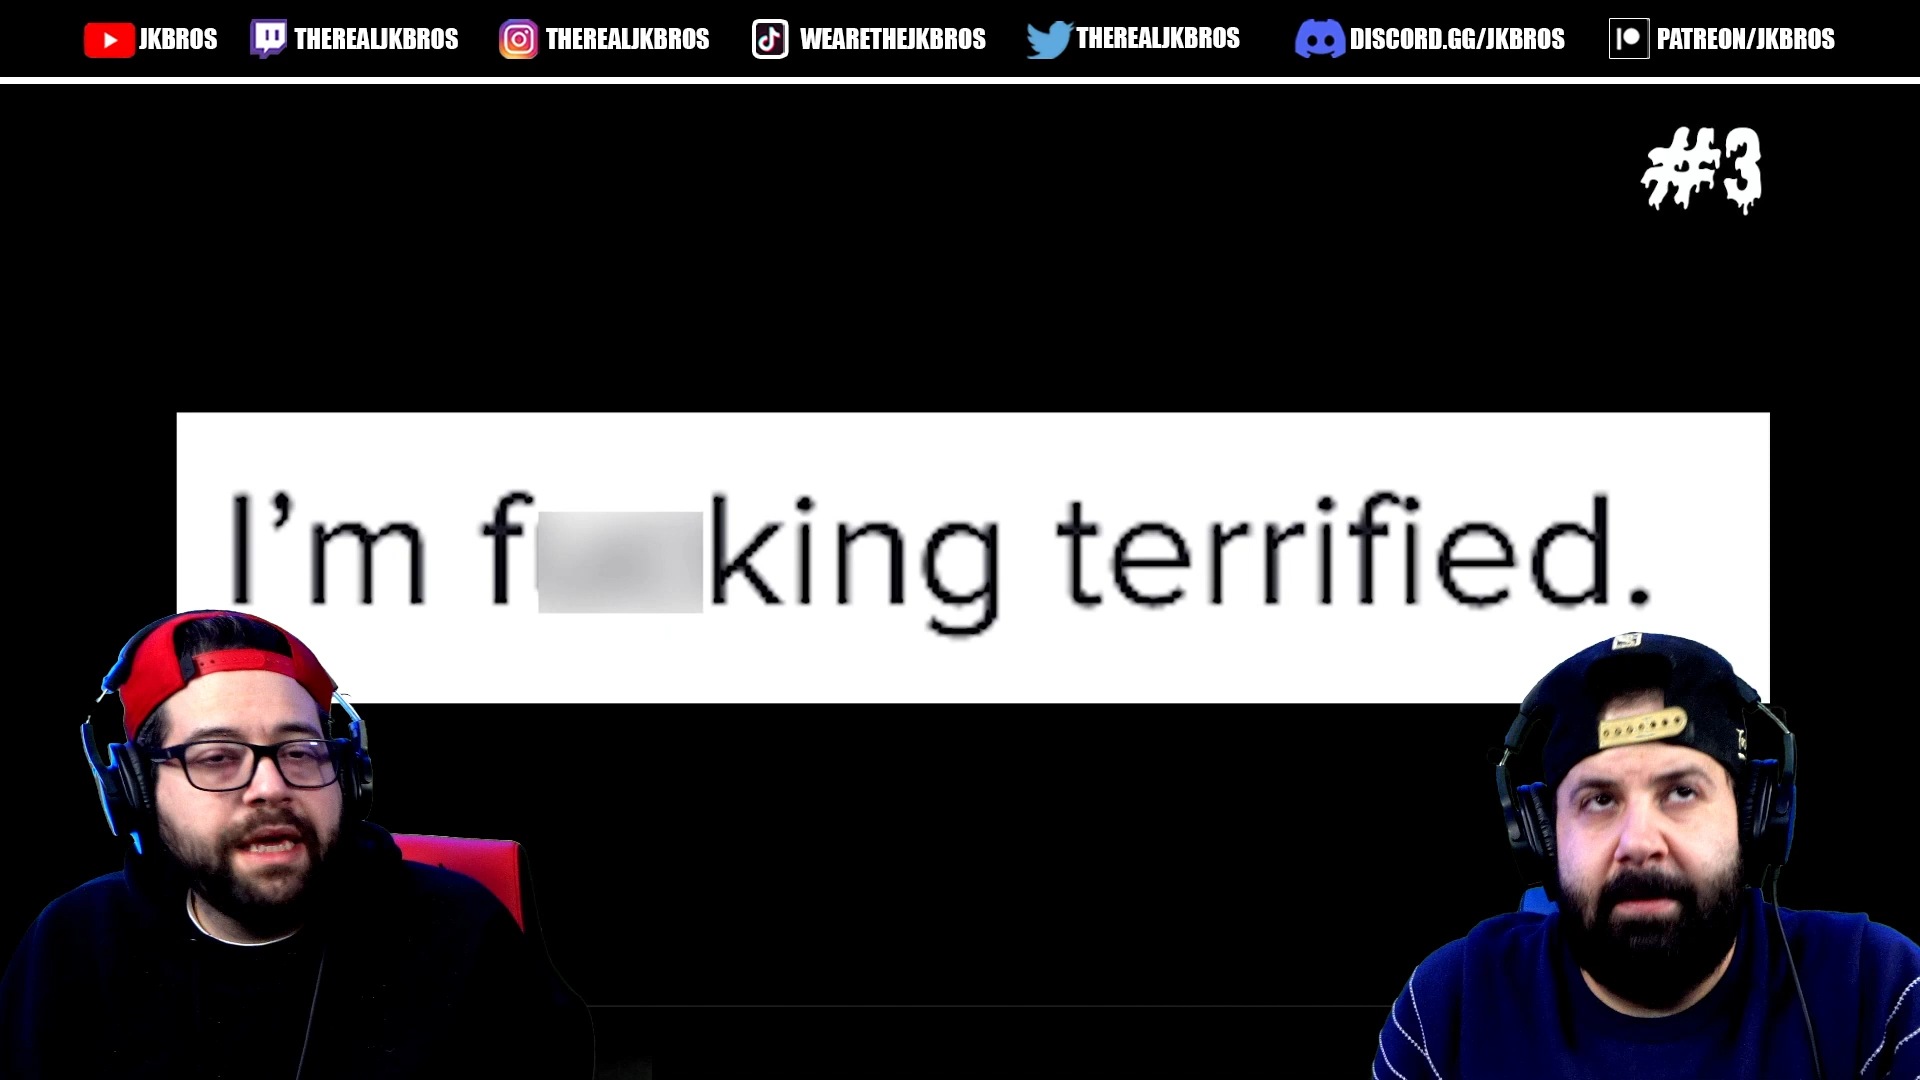 JKBROS THEREALJKBROS THEREALJKBROS WEARETHEJKBROS THEREALJKBROS DISCORD.GG/JKBROS PATREON/JKBROS
#3
I’m f king terrified.